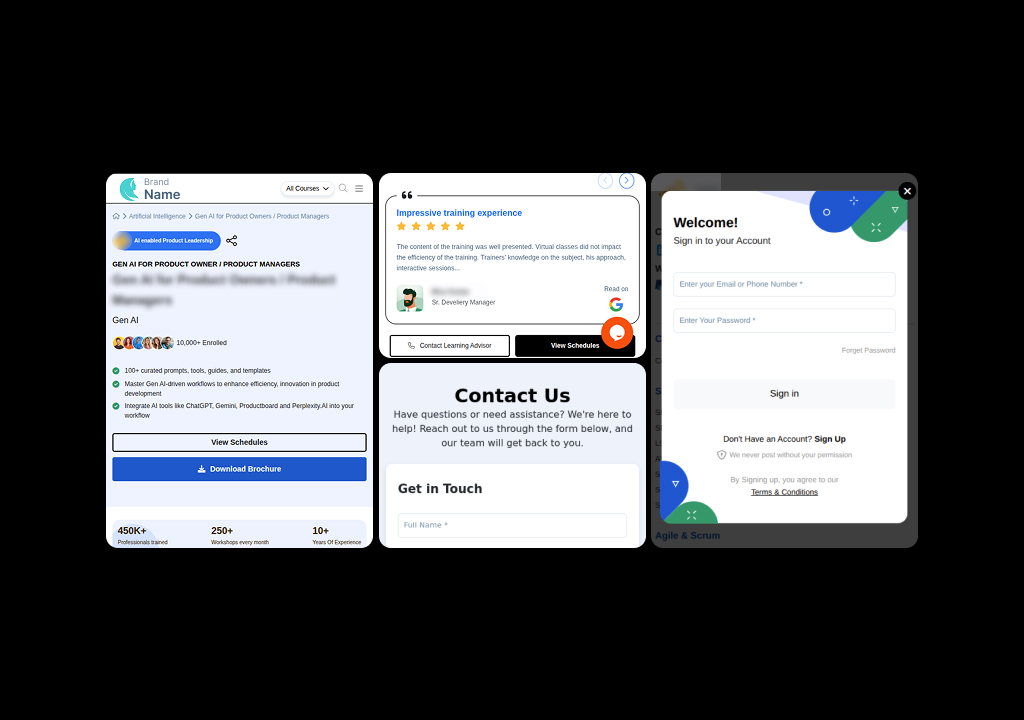 Brand
Name
All Courses
Artificial Intelligence
Gen AI for Product Owners / Product Managers
AI enabled Product Leadership
GEN AI FOR PRODUCT OWNER / PRODUCT MANAGERS
Gen AI for Product Owners / Product
Managers
Gen AI
10,000+ Enrolled
100+ curated prompts, tools, guides, and templates
Master Gen AI-driven workflows to enhance efficiency, innovation in product
development
Integrate AI tools like ChatGPT, Gemini, Productboard and Perplexity.AI into your
workflow
View Schedules
Download Brochure
450K+
Professionals trained
250+
Workshops every month
10+
Years Of Experience
Impressive training experience
The content of the training was well presented. Virtual classes did not impact
the efficiency of the training. Trainers' knowledge on the subject, his approach,
interactive sessions...
Sr. Develiery Manager
Read on
Contact Learning Advisor
View Schedules
Contact Us
Have questions or need assistance? We're here to
help! Reach out to us through the form below, and
our team will get back to you.
Get in Touch
Full Name *
Welcome!
Sign in to your Account
Enter your Email or Phone Number *
Enter Your Password *
Forget Password
Sign in
Don't Have an Account? Sign Up
We never post without your permission
By Signing up, you agree to our
Terms & Conditions
Agile & Scrum